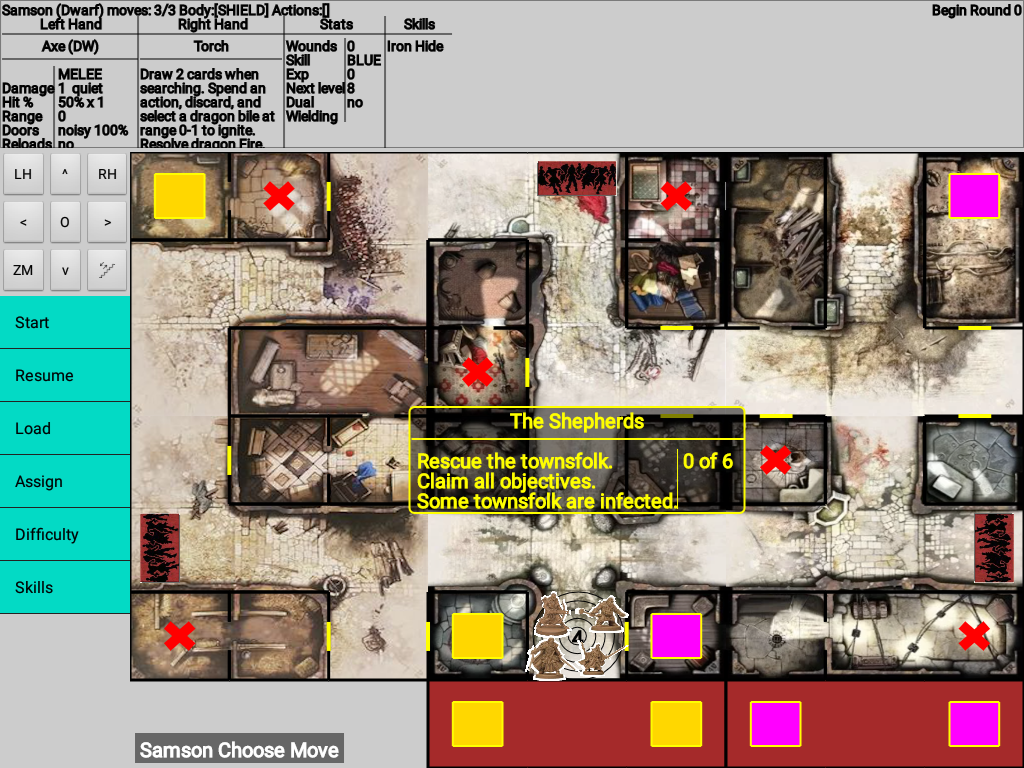 Samson (Dwarf) moves: 3/3 Body:[SHIELD] Actions:[]
Begin Round 0
Left Hand
Right Hand
Stats
Skills
Axe (DW)
Torch
Wounds 0
Iron Hide
Skill BLUE
Exp 0
Next level 8
Dual Wielding no
MELEE
Damage 1 quiet
Hit % 50% x 1
Range 0
Doors noisy 100%
Reloads no
Draw 2 cards when
searching. Spend an
action, discard, and
select a dragon bile at
range 0-1 to ignite.
Resolve dragon Fire.
LH
^
RH
<
O
>
ZM
v
Start
Resume
Load
Assign
Difficulty
Skills
The Shepherds
Rescue the townsfolk. 0 of 6
Claim all objectives.
Some townsfolk are infected.
Samson Choose Move